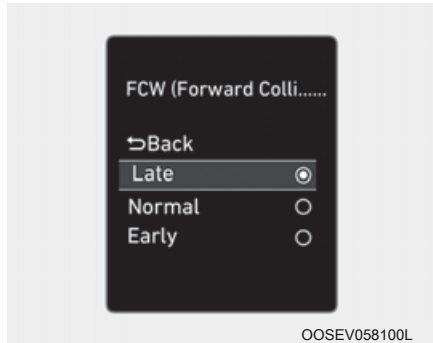 FCW (Forward Colli......
⮌Back
Late
Normal
Early
OOSEV058100L